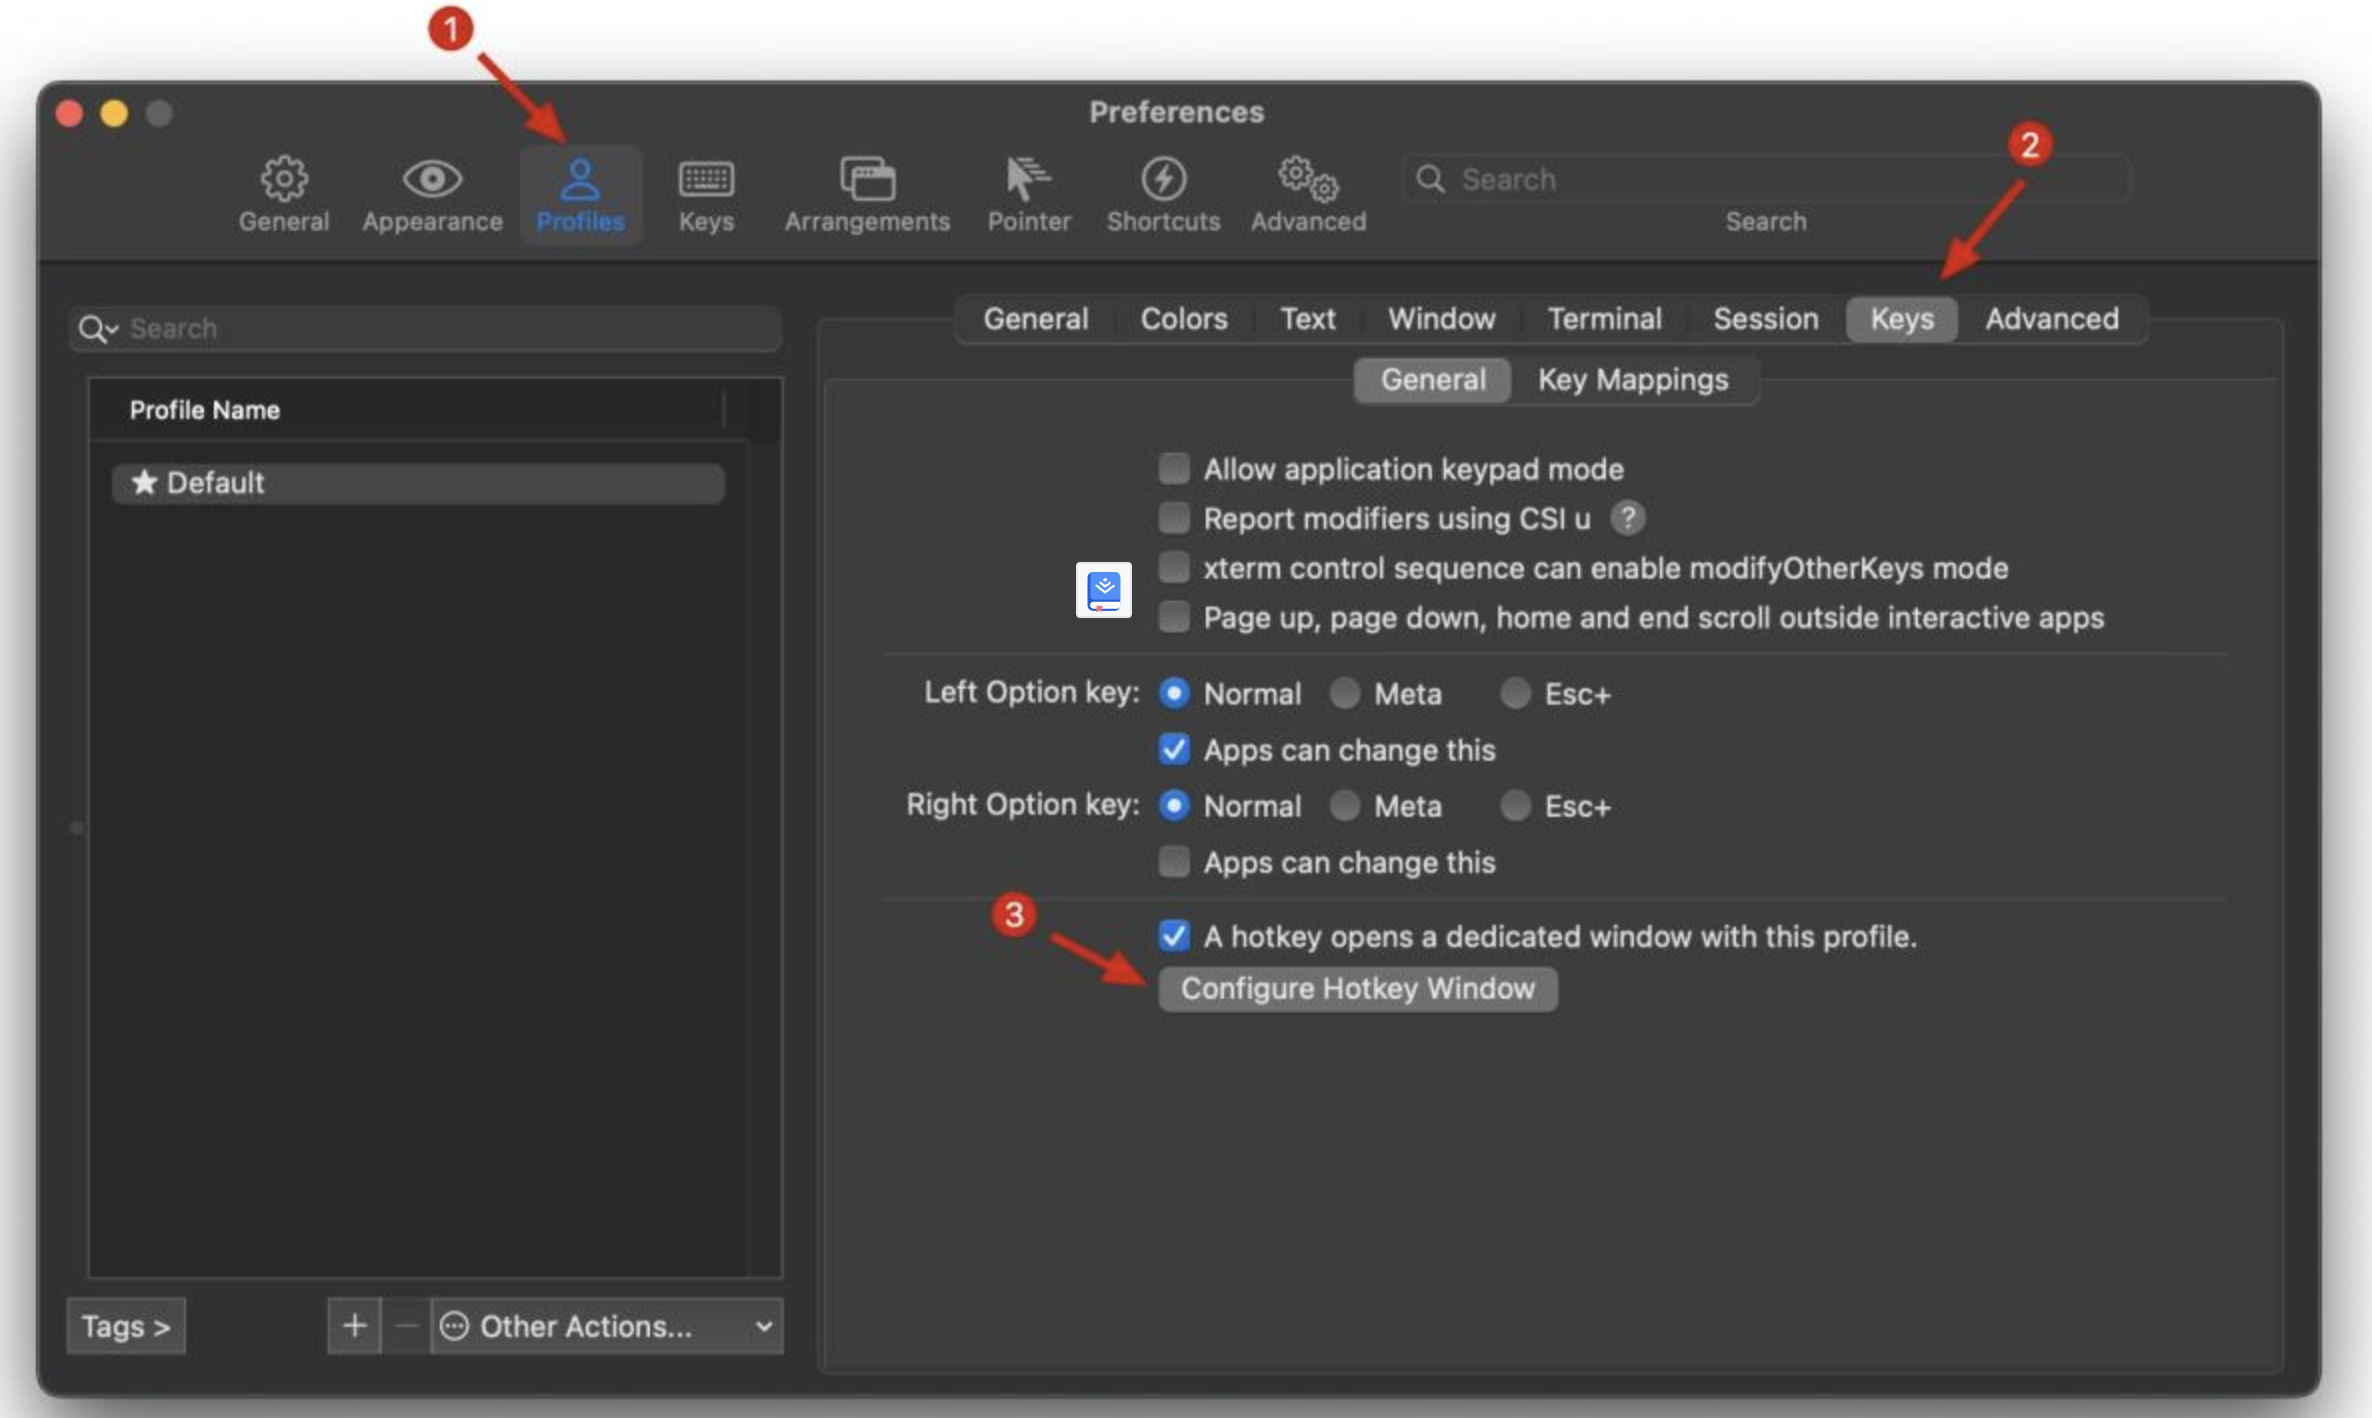 1
Preferences
2
General Appearance Profiles Keys Arrangements Pointer Shortcuts Advanced Search
Search
Search
General Colors Text Window Terminal Session Keys Advanced
General Key Mappings
Profile Name
★ Default
Allow application keypad mode
Report modifiers using CSI u ?
xterm control sequence can enable modifyOtherKeys mode
Page up, page down, home and end scroll outside interactive apps
Left Option key: Normal Meta Esc+
Apps can change this
Right Option key: Normal Meta Esc+
Apps can change this
3
A hotkey opens a dedicated window with this profile.
Configure Hotkey Window
Tags > + − Other Actions...